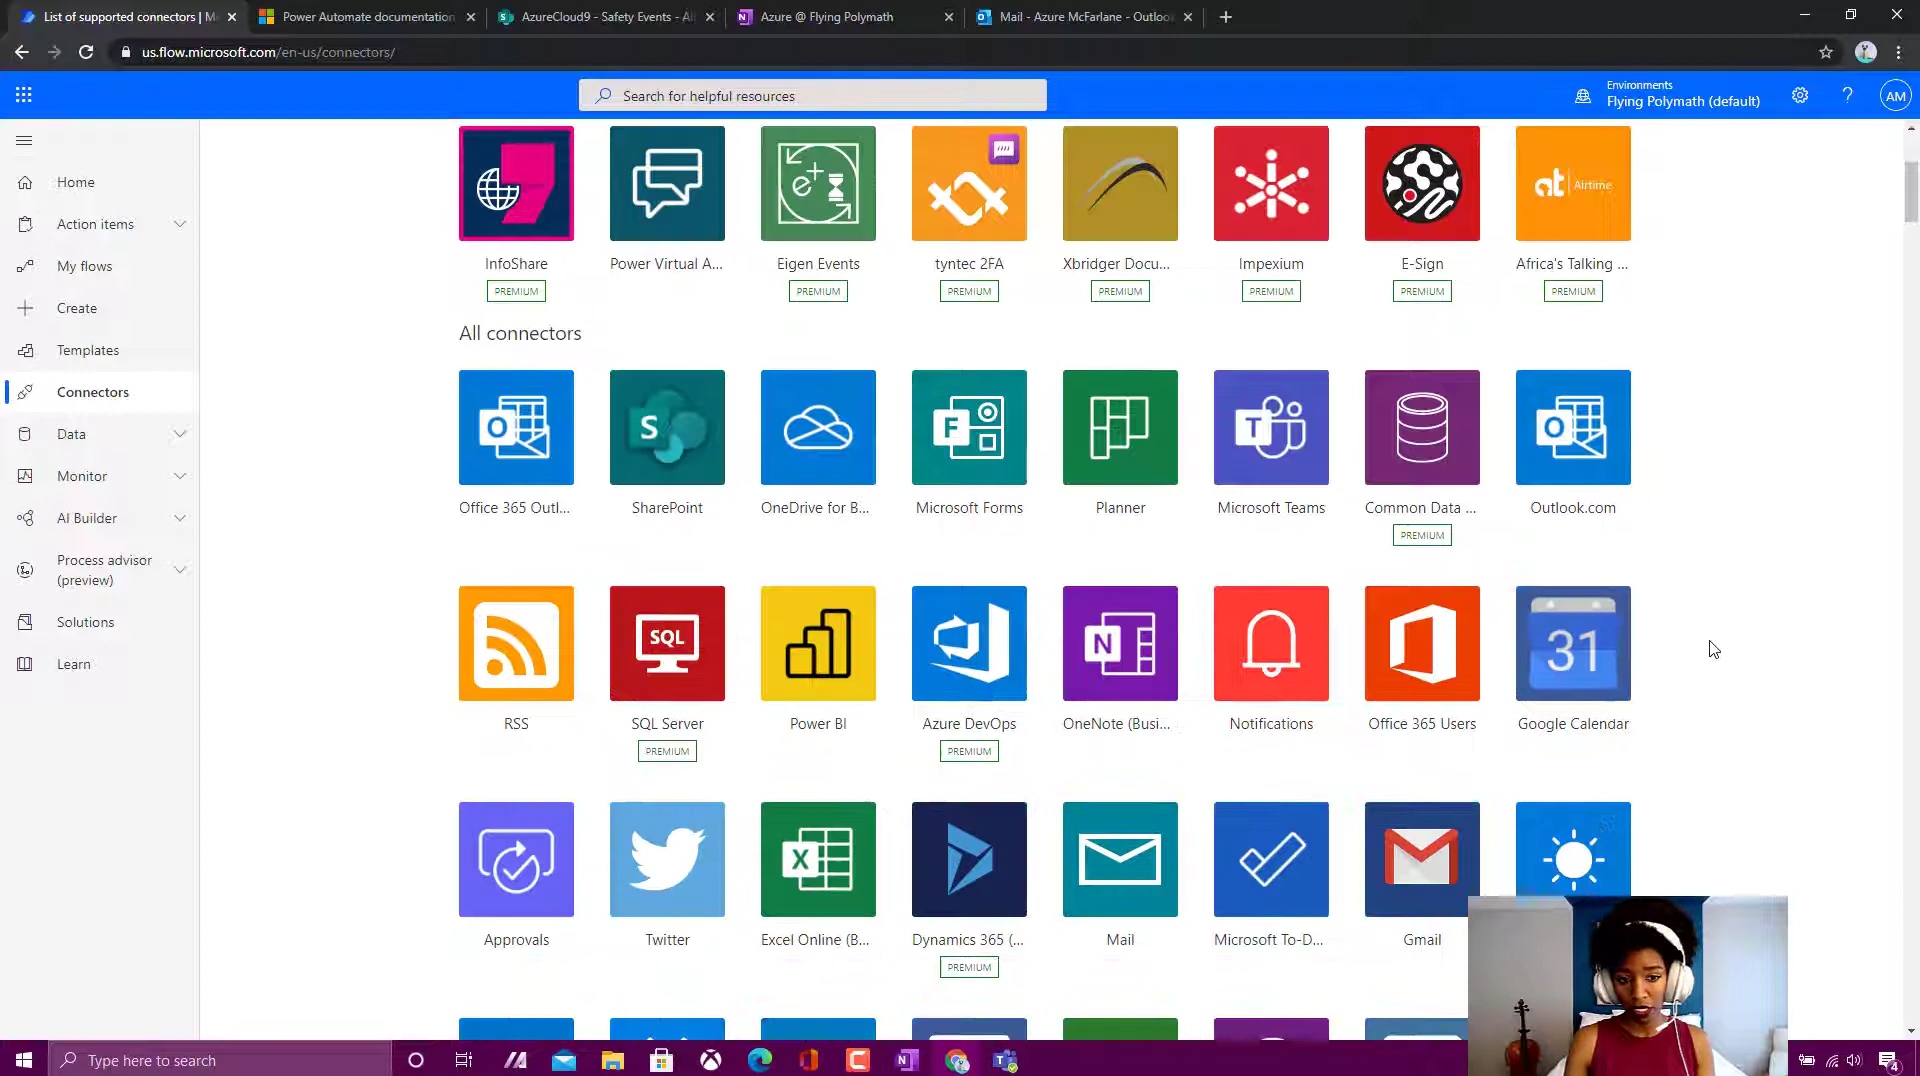 List of supported connectors | M
Power Automate documentation
AzureCloud9 - Safety Events - Al
Azure @ Flying Polymath
Mail - Azure McFarlane - Outlook
us.flow.microsoft.com/en-us/connectors/
Search for helpful resources
Environments
Flying Polymath (default)
AM
Home
Action items
My flows
Create
Templates
Connectors
Data
Monitor
AI Builder
Process advisor
(preview)
Solutions
Learn
e+
at Airtime
InfoShare
Power Virtual A...
Eigen Events
tyntec 2FA
Xbridger Docu...
Impexium
E-Sign
Africa's Talking ...
PREMIUM
PREMIUM
PREMIUM
PREMIUM
PREMIUM
PREMIUM
PREMIUM
All connectors
O
S
F
T
O
Office 365 Outl...
SharePoint
OneDrive for B...
Microsoft Forms
Planner
Microsoft Teams
Common Data ...
Outlook.com
PREMIUM
SQL
N
31
RSS
SQL Server
Power BI
Azure DevOps
OneNote (Busi...
Notifications
Office 365 Users
Google Calendar
PREMIUM
PREMIUM
X
Approvals
Twitter
Excel Online (B...
Dynamics 365 (...
Mail
Microsoft To-D...
Gmail
PREMIUM
Type here to search
4